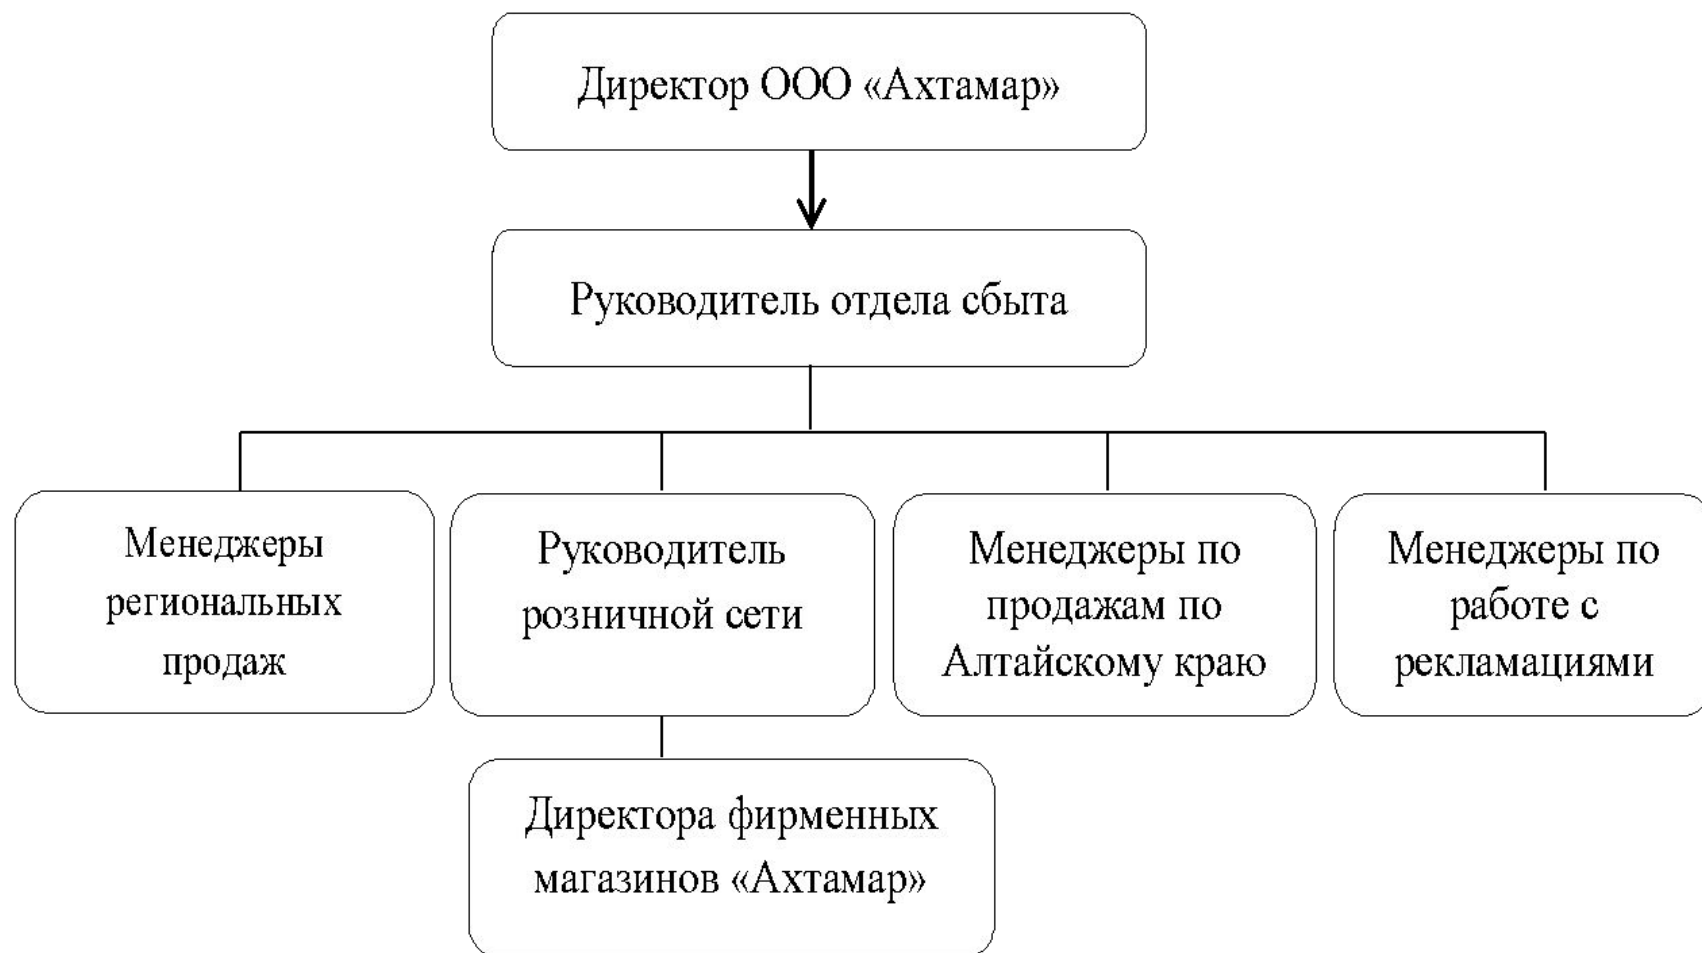 Директор ООО «Ахтамар»
Руководитель отдела сбыта
Менеджеры
региональных
продаж
Руководитель
розничной сети
Менеджеры по
продажам по
Алтайскому краю
Менеджеры по
работе с
рекламациями
Директора фирменных
магазинов «Ахтамар»